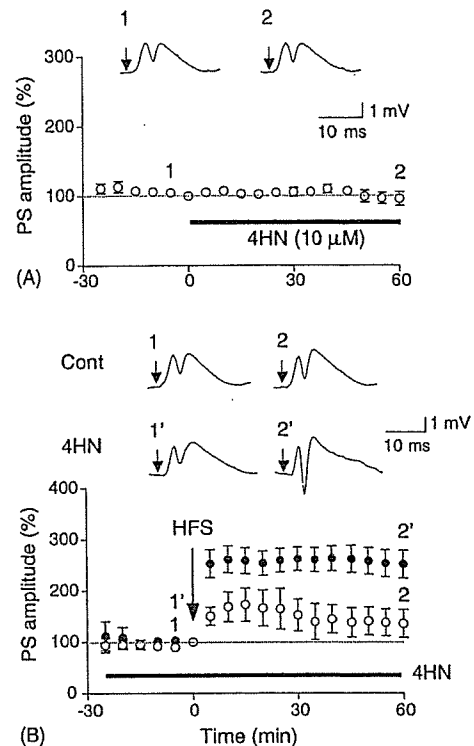 1 2
PS amplitude (%)
300
200
100
0
1 mV
10 ms
1 2
4HN (10 μM)
(A) -30 0 30 60
Cont 1 2
4HN 1' 2'
1 mV
10 ms
PS amplitude (%)
400
300
200
100
0
HFS
2'
1' 2
1
4HN
-30 0 30 60
(B) Time (min)